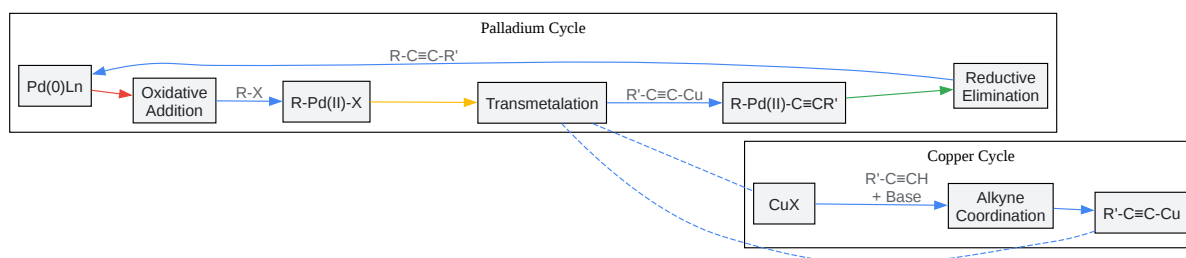 Palladium Cycle
R-C≡C-R'
Pd(0)Ln
Oxidative
Addition
R-X
R-Pd(II)-X
Transmetalation
R'-C≡C-Cu
R-Pd(II)-C≡CR'
Reductive
Elimination
Copper Cycle
CuX
R'-C≡CH
+ Base
Alkyne
Coordination
R'-C≡C-Cu